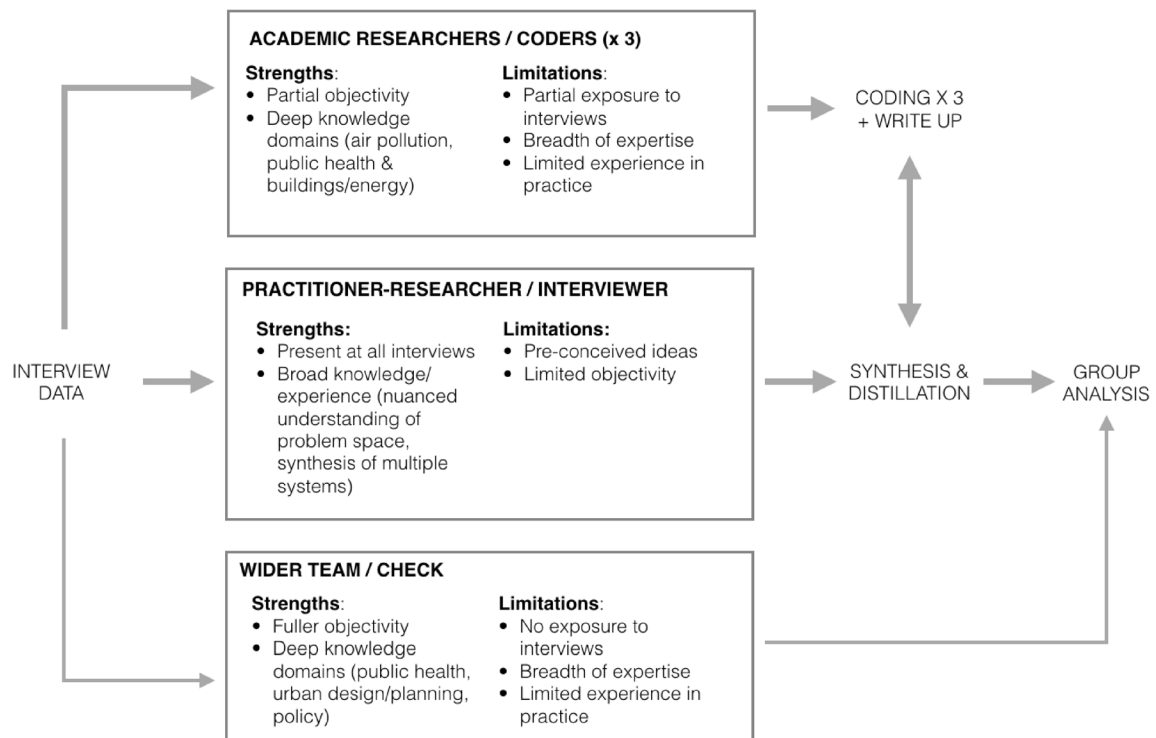 ACADEMIC RESEARCHERS / CODERS (x 3)
Strengths:
• Partial objectivity
• Deep knowledge
domains (air pollution,
public health &
buildings/energy)
Limitations:
• Partial exposure to
interviews
• Breadth of expertise
• Limited experience in
practice
CODING X 3
+ WRITE UP
INTERVIEW
DATA
PRACTITIONER-RESEARCHER / INTERVIEWER
Strengths:
• Present at all interviews
• Broad knowledge/
experience (nuanced
understanding of
problem space,
synthesis of multiple
systems)
Limitations:
• Pre-conceived ideas
• Limited objectivity
SYNTHESIS &
DISTILLATION
GROUP
ANALYSIS
WIDER TEAM / CHECK
Strengths:
• Fuller objectivity
• Deep knowledge
domains (public health,
urban design/planning,
policy)
Limitations:
• No exposure to
interviews
• Breadth of expertise
• Limited experience in
practice